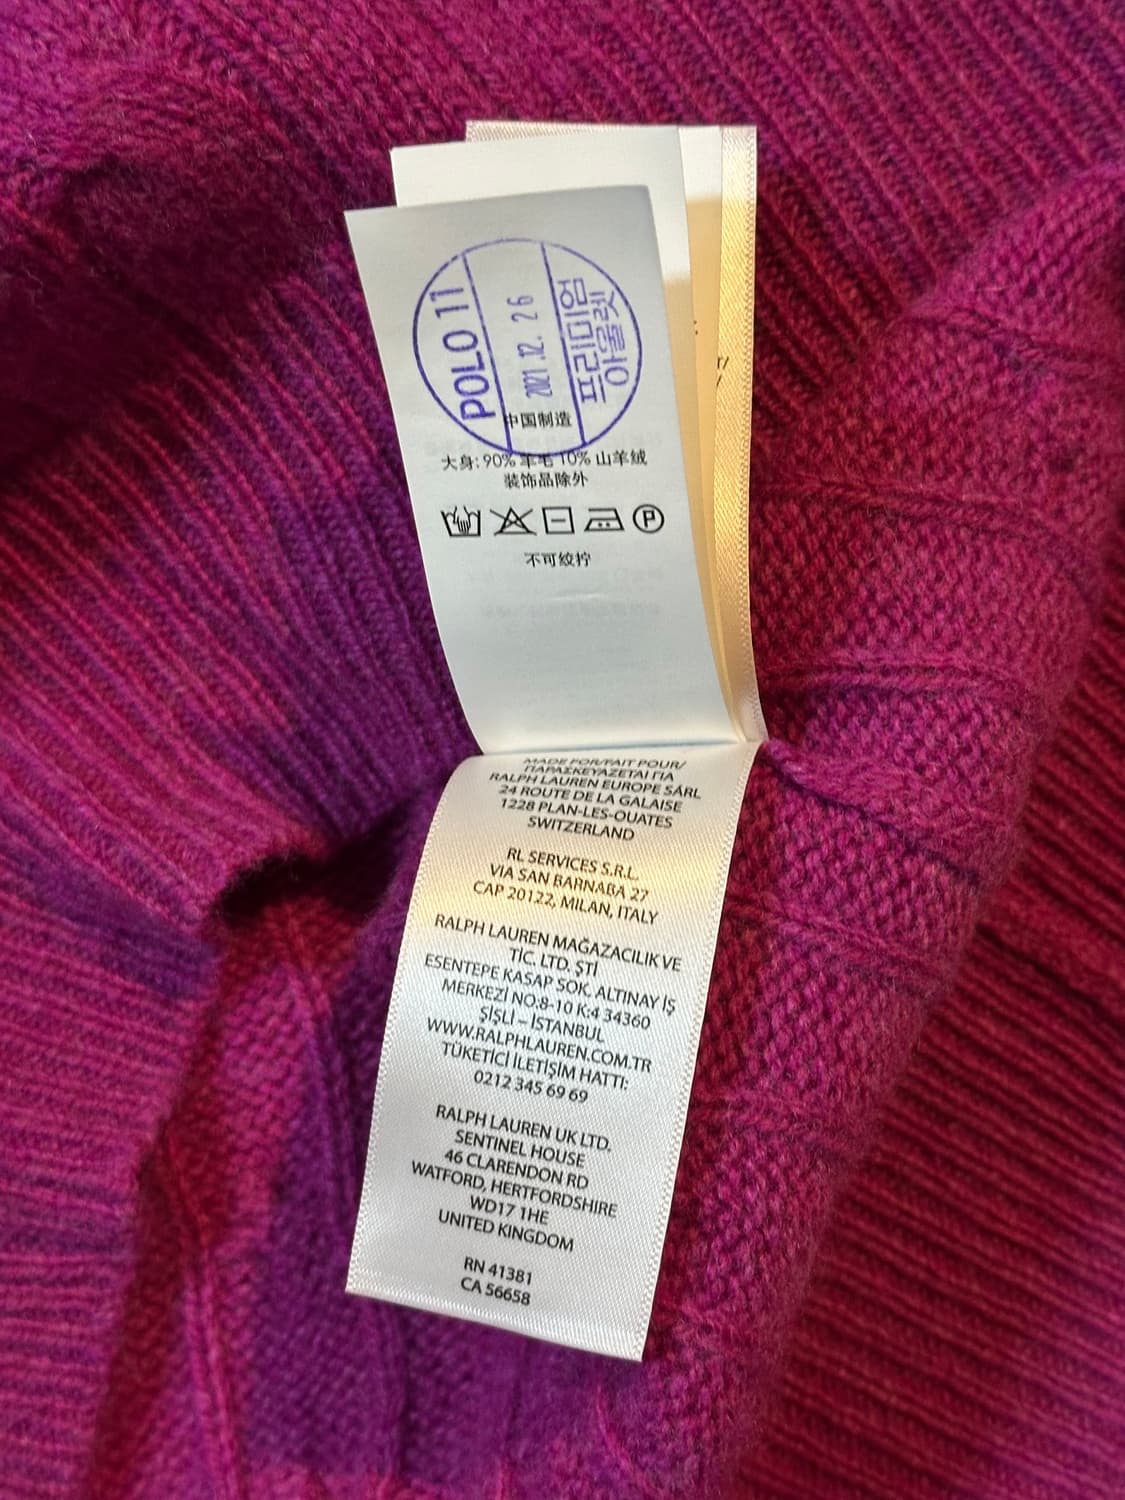 POLO 11
2021.12.26
프리미엄
아울렛
中国制造
大身: 90% 羊毛 10% 山羊绒
装饰品除外
P
不可绞拧
MADE FOR/FAIT POUR/
ΠΑΡΑΣΚΕΥΑΖΕΤΑΙ ΓΙΑ
RALPH LAUREN EUROPE SÀRL
24 ROUTE DE LA GALAISE
1228 PLAN-LES-OUATES
SWITZERLAND
RL SERVICES S.R.L.
VIA SAN BARNABA 27
CAP 20122, MILAN, ITALY
RALPH LAUREN MAĞAZACILIK VE
TİC. LTD. ŞTİ
ESENTEPE KASAP SOK. ALTINAY İŞ
MERKEZİ NO:8-10 K:4 34360
ŞİŞLİ – İSTANBUL
WWW.RALPHLAUREN.COM.TR
TÜKETİCİ İLETİŞİM HATTI:
0212 345 69 69
RALPH LAUREN UK LTD.
SENTINEL HOUSE
46 CLARENDON RD
WATFORD, HERTFORDSHIRE
WD17 1HE
UNITED KINGDOM
RN 41381
CA 56658